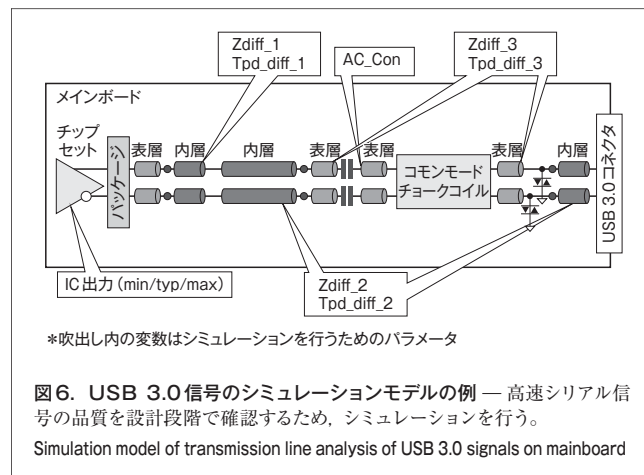 Zdiff_1
Tpd_diff_1
AC_Con
Zdiff_3
Tpd_diff_3
メインボード
チップ
セット
パッケージ
表層
内層
内層
表層
表層
コモンモード
チョークコイル
表層
内層
USB 3.0コネクタ
IC出力(min/typ/max)
Zdiff_2
Tpd_diff_2
*吹出し内の変数はシミュレーションを行うためのパラメータ
図6. USB 3.0信号のシミュレーションモデルの例 — 高速シリアル信
号の品質を設計段階で確認するため,シミュレーションを行う。
Simulation model of transmission line analysis of USB 3.0 signals on mainboard